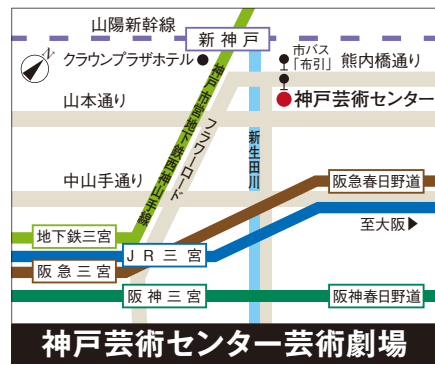 山陽新幹線
新神戸
N
クラウンプラザホテル
市バス
「布引」
熊内橋通り
神戸芸術センター
山本通り
神戸市営地下鉄西神山手線
フラワーロード
新生田川
中山手通り
阪急春日野道
地下鉄三宮
JR三宮
至大阪▶
阪急三宮
阪神三宮
阪神春日野道
神戸芸術センター芸術劇場